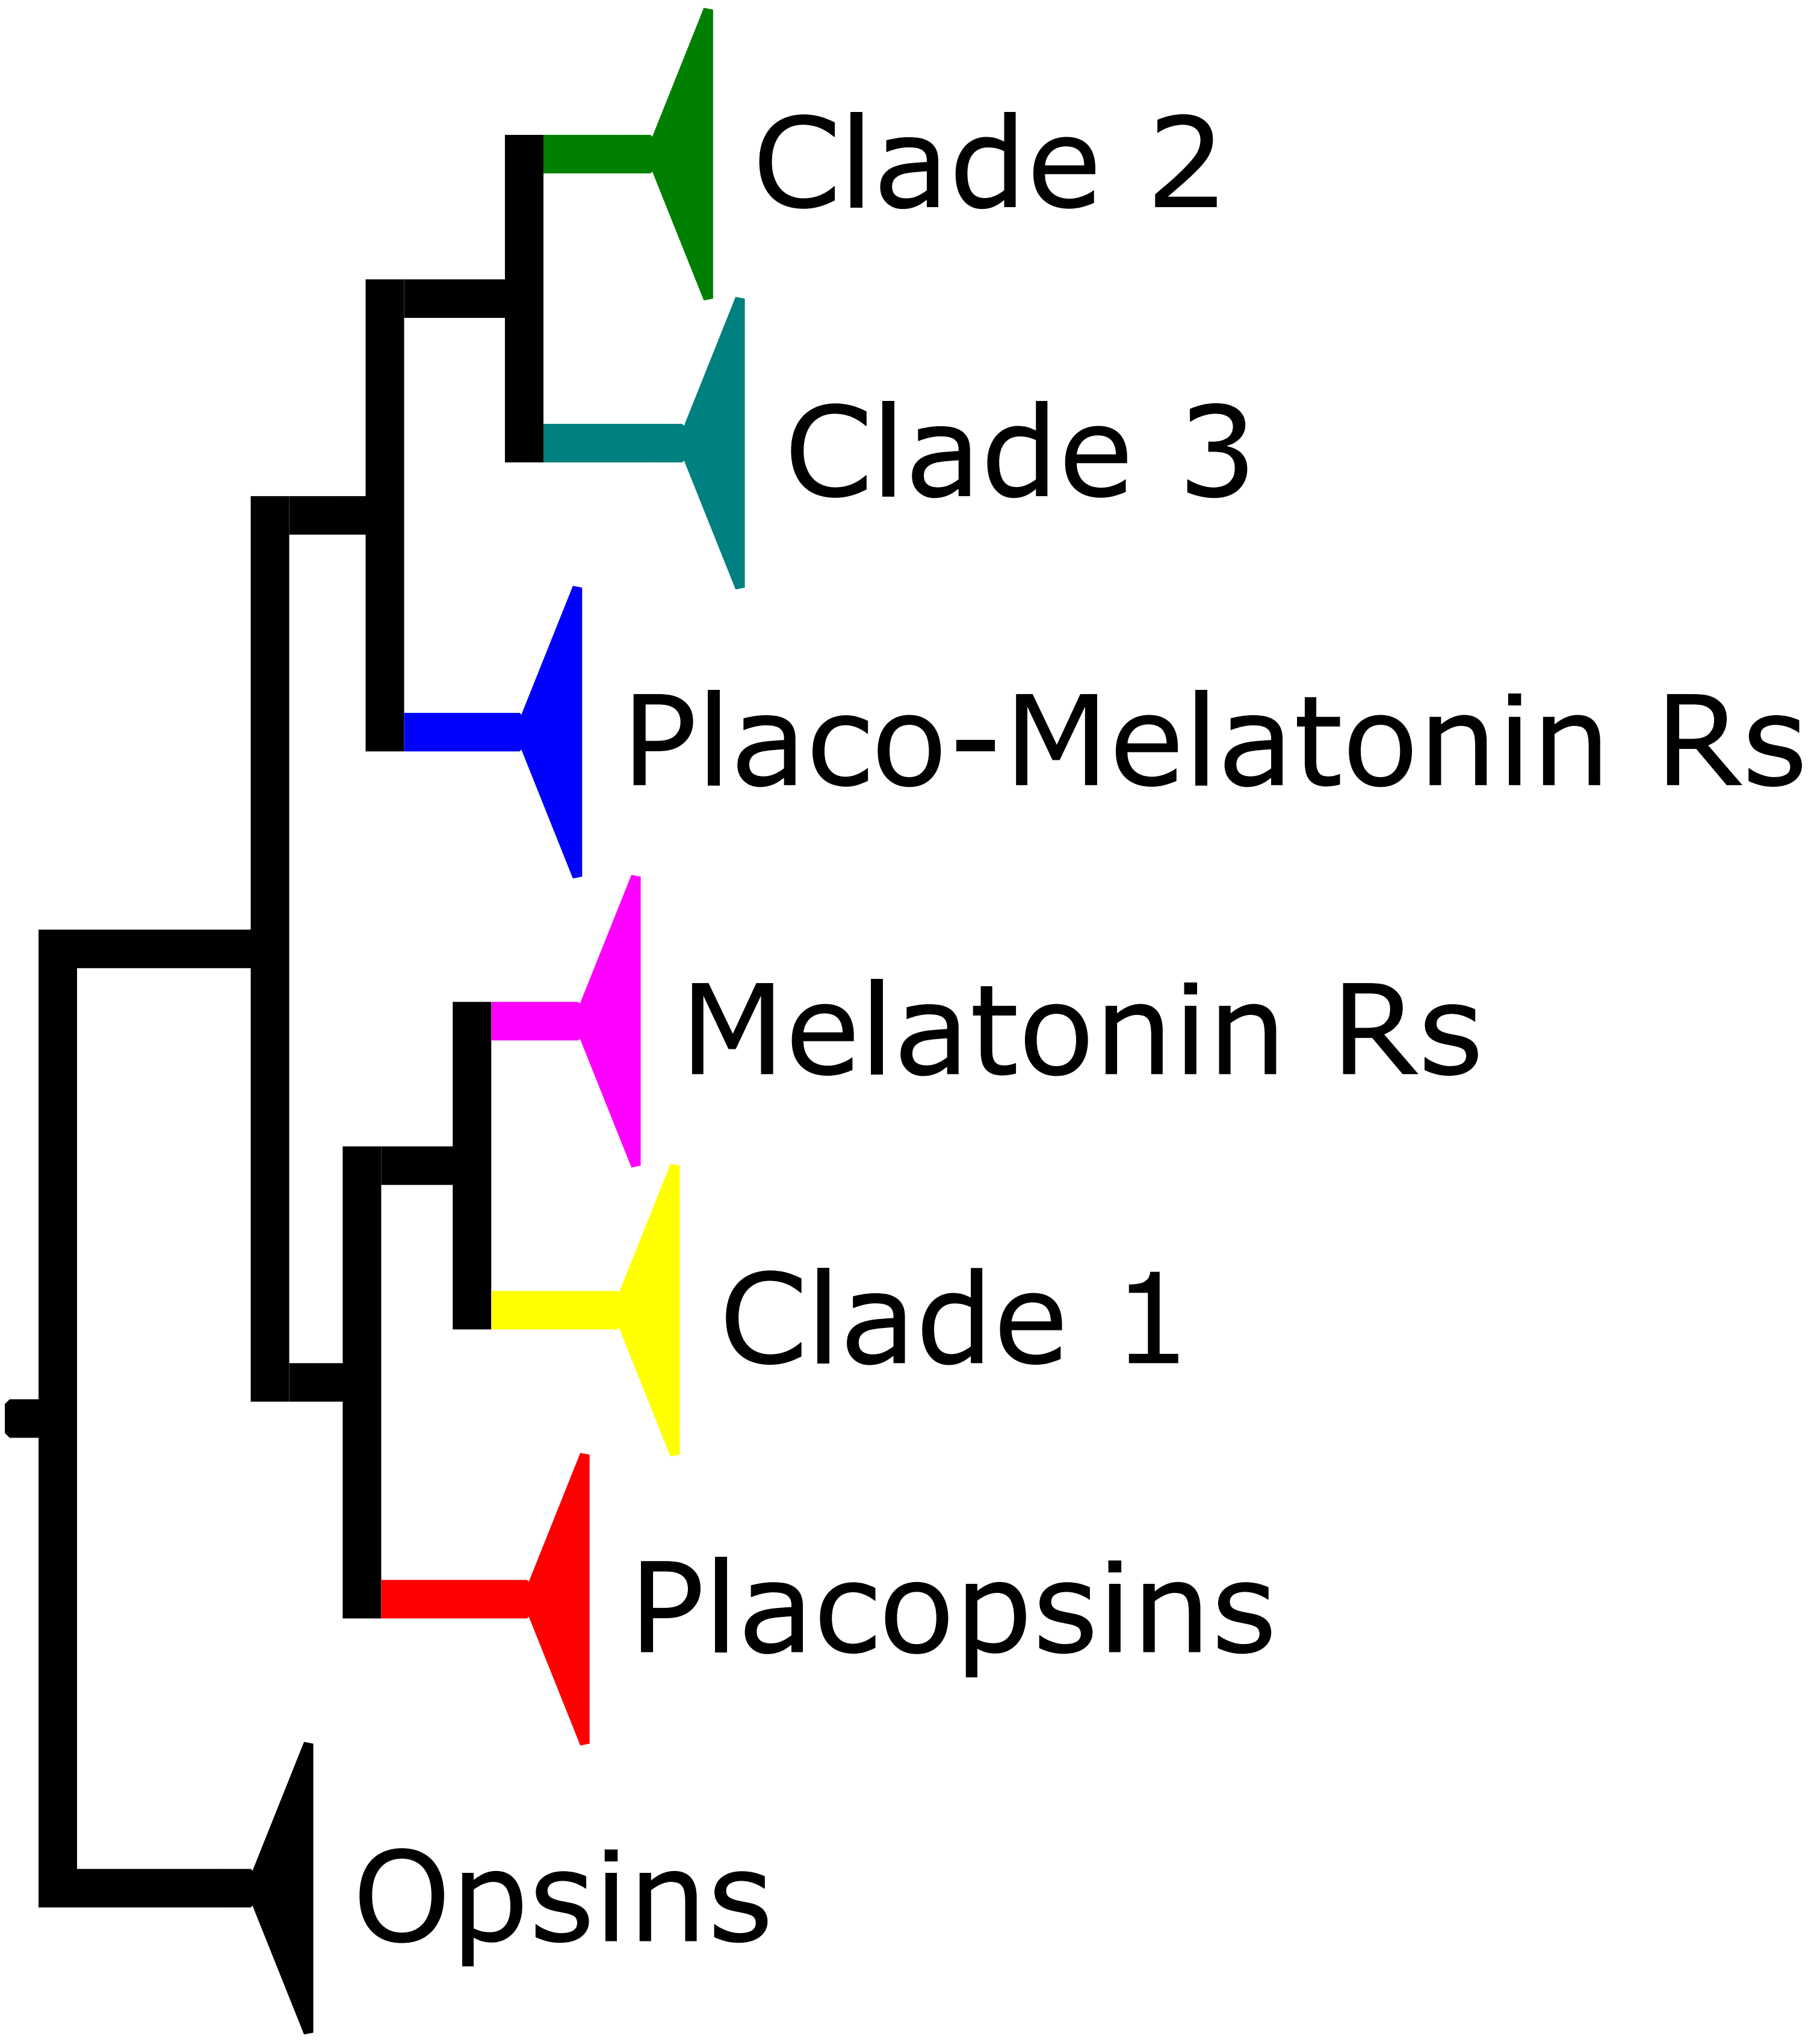 Clade 2
Clade 3
Placo-Melatonin Rs
Melatonin Rs
Clade 1
Placopsins
Opsins